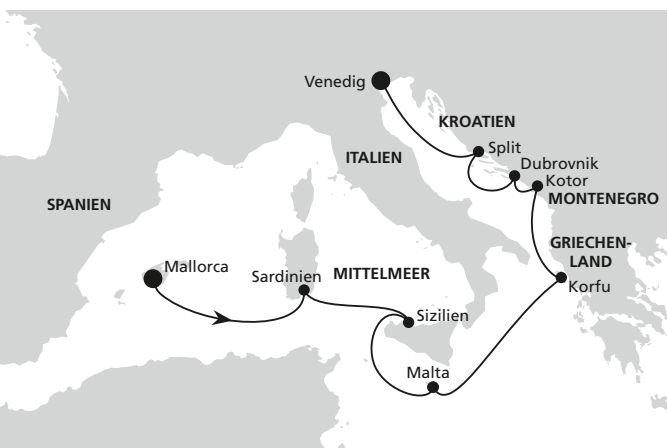 Venedig
KROATIEN
Split
ITALIEN
Dubrovnik
Kotor
MONTENEGRO
SPANIEN
GRIECHEN-
LAND
Mallorca
Sardinien
MITTELMEER
Korfu
Sizilien
Malta